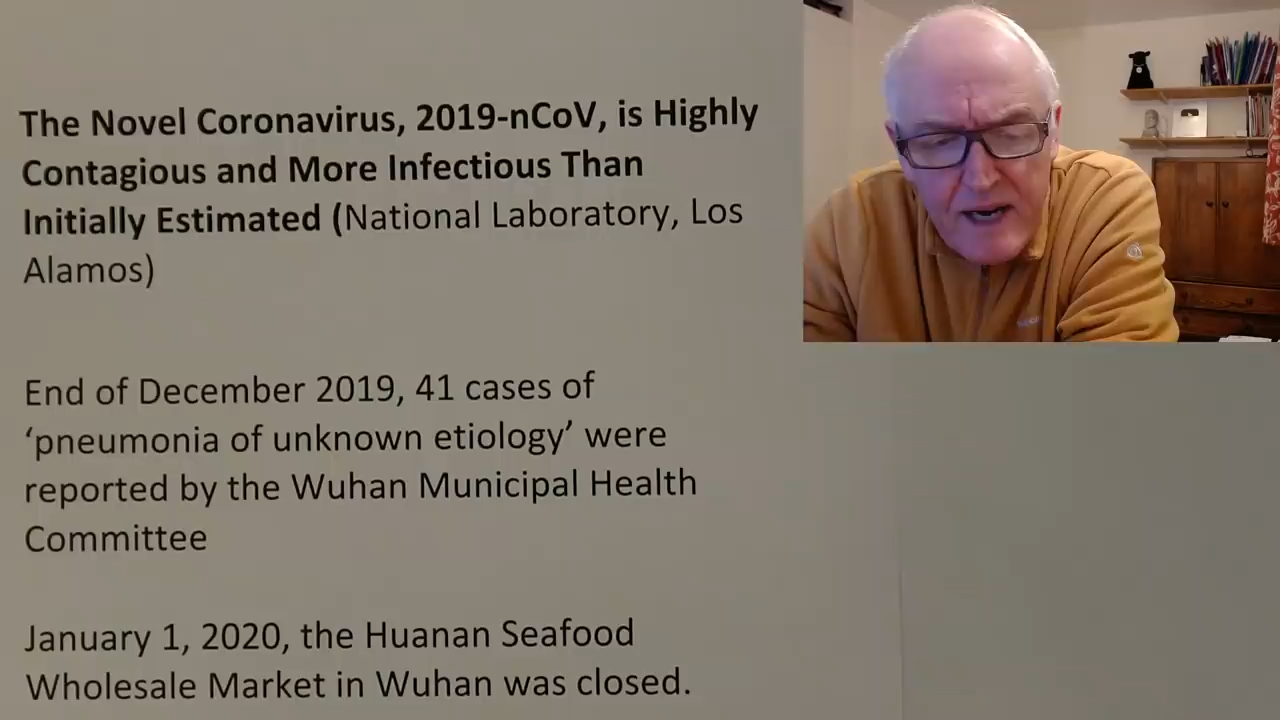 The Novel Coronavirus, 2019-nCoV, is Highly
Contagious and More Infectious Than
Initially Estimated (National Laboratory, Los
Alamos)
End of December 2019, 41 cases of
‘pneumonia of unknown etiology’ were
reported by the Wuhan Municipal Health
Committee
January 1, 2020, the Huanan Seafood
Wholesale Market in Wuhan was closed.